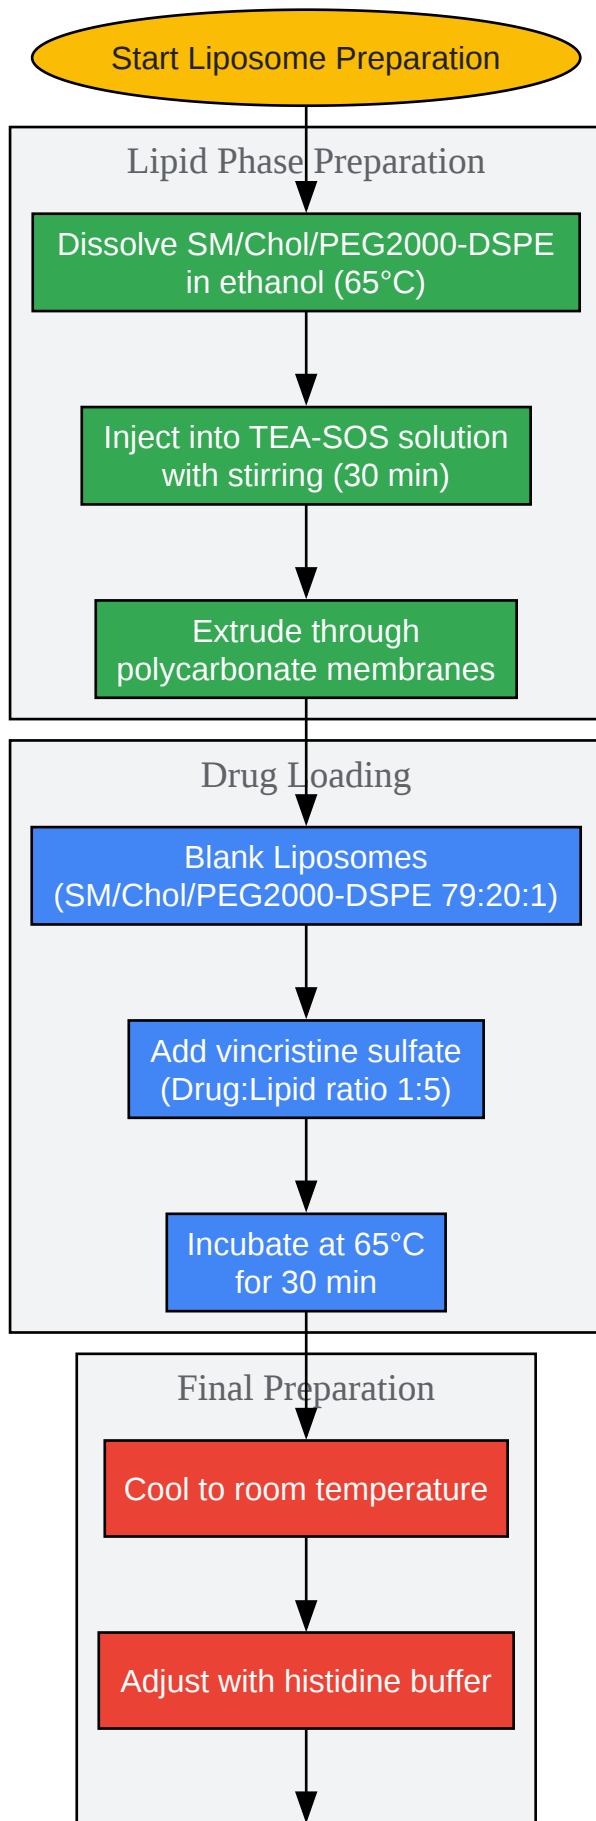 Start Liposome Preparation
Lipid Phase Preparation
Dissolve SM/Chol/PEG2000-DSPE
in ethanol (65°C)
Inject into TEA-SOS solution
with stirring (30 min)
Extrude through
polycarbonate membranes
Drug Loading
Blank Liposomes
(SM/Chol/PEG2000-DSPE 79:20:1)
Add vincristine sulfate
(Drug:Lipid ratio 1:5)
Incubate at 65°C
for 30 min
Final Preparation
Cool to room temperature
Adjust with histidine buffer